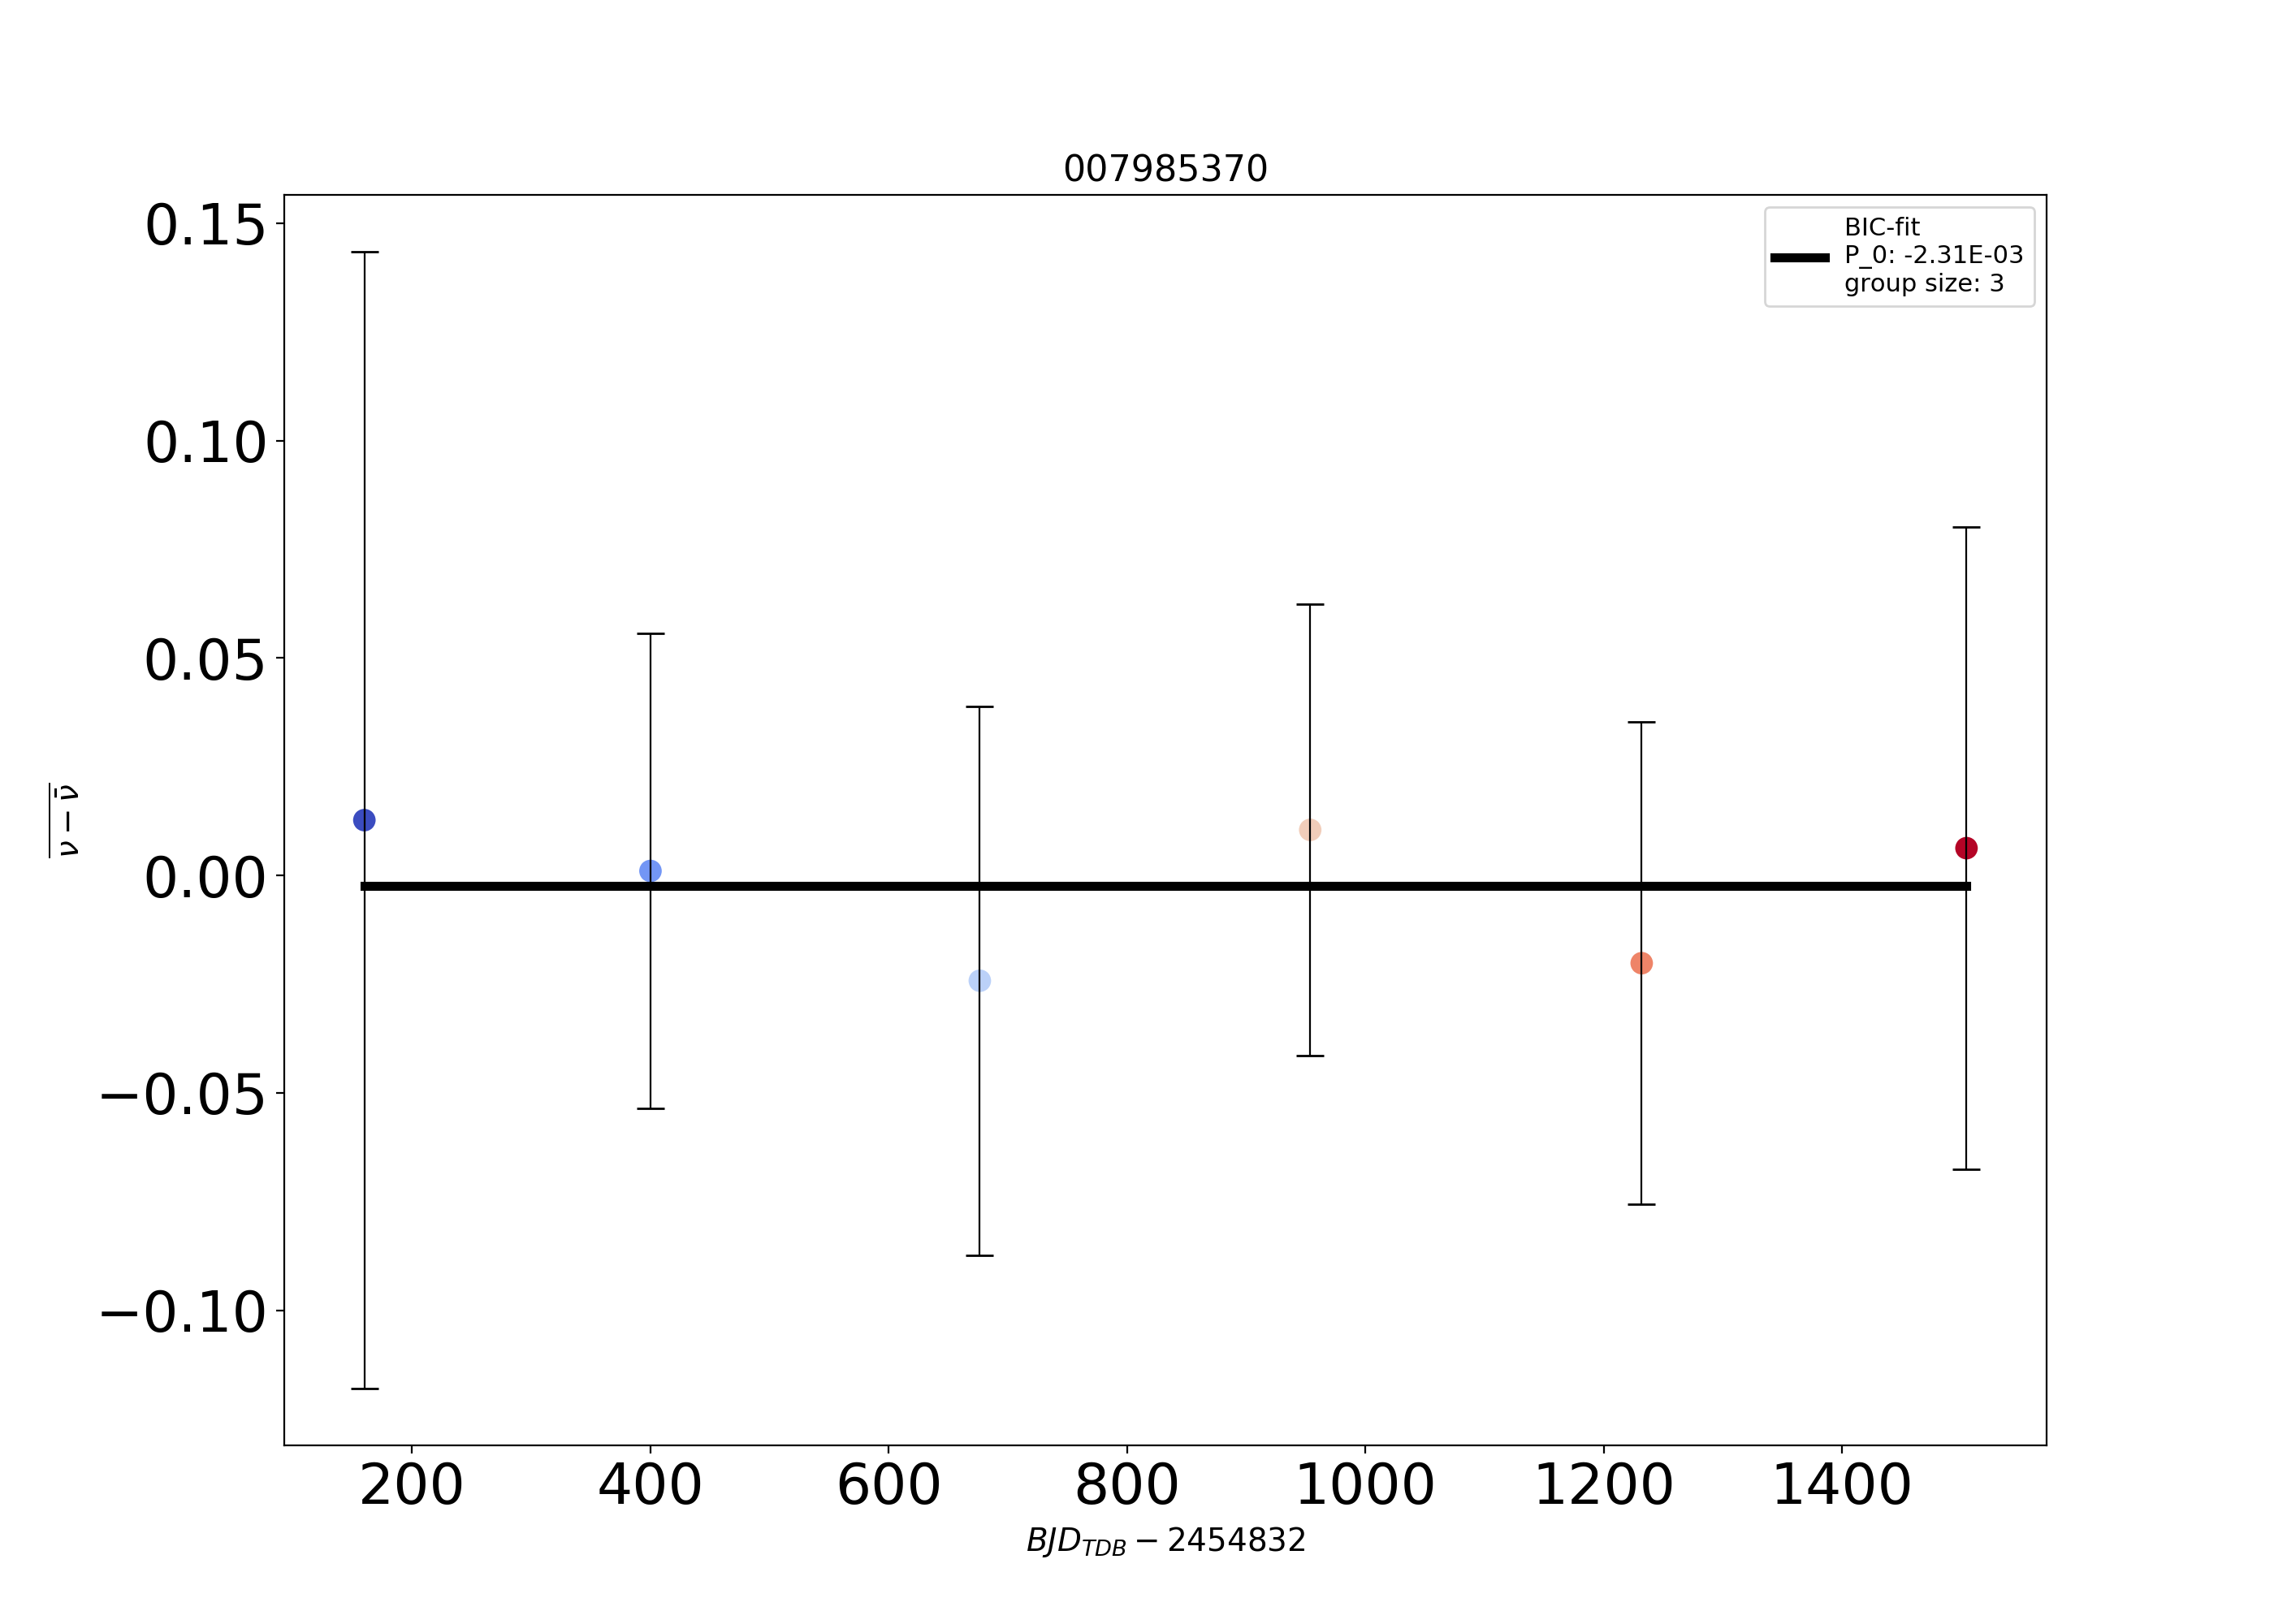 007985370
BIC-fit
P_0: -2.31E-03
group size: 3
0.15
0.10
0.05
0.00
−0.05
−0.10
ν − ν̄
200 400 600 800 1000 1200 1400
BJD_TDB − 2454832